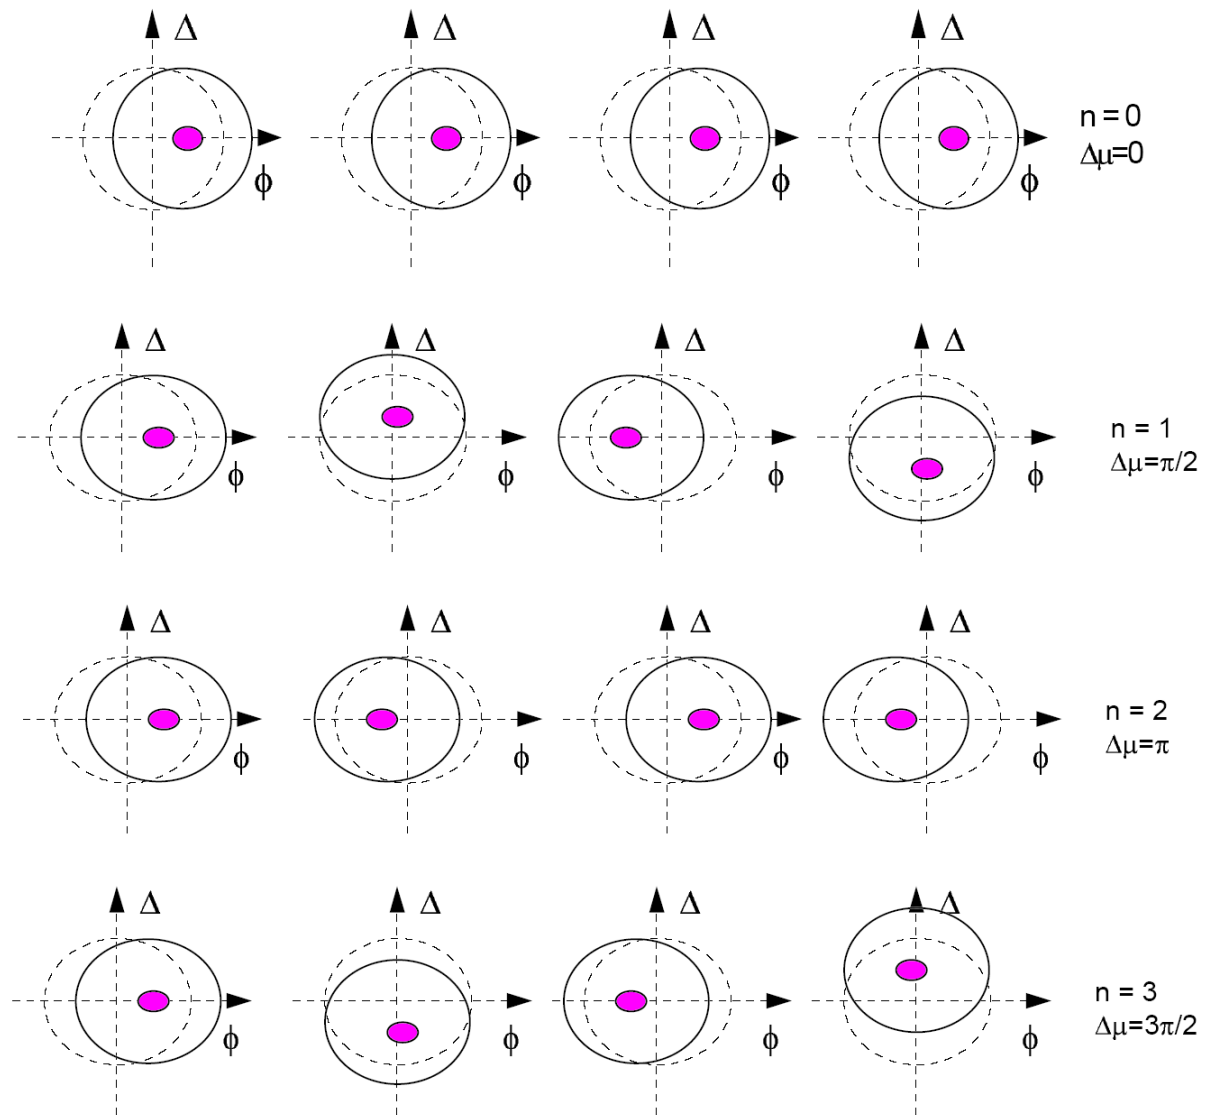 Δ Δ Δ Δ
n = 0
Δμ=0
ϕ ϕ ϕ ϕ
Δ Δ Δ Δ
n = 1
Δμ=π/2
ϕ ϕ ϕ ϕ
Δ Δ Δ Δ
n = 2
Δμ=π
ϕ ϕ ϕ ϕ
Δ Δ Δ Δ
n = 3
Δμ=3π/2
ϕ ϕ ϕ ϕ